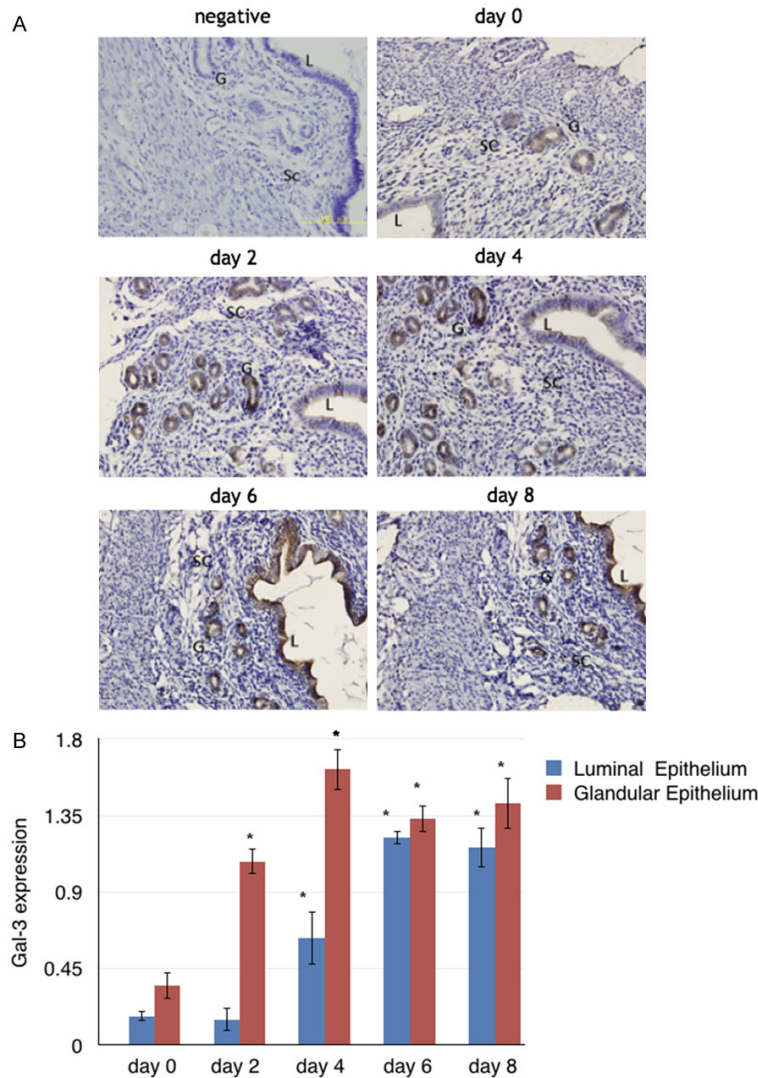 A
negative
day 0
L
G
Sc
G
SC
L
day 2
day 4
SC
G
L
G
L
SC
day 6
day 8
SC
G
L
G
L
SC
B
1.8
1.35
0.9
0.45
0
Gal-3 expression
* * * * * * *
Luminal Epithelium
Glandular Epithelium
day 0 day 2 day 4 day 6 day 8